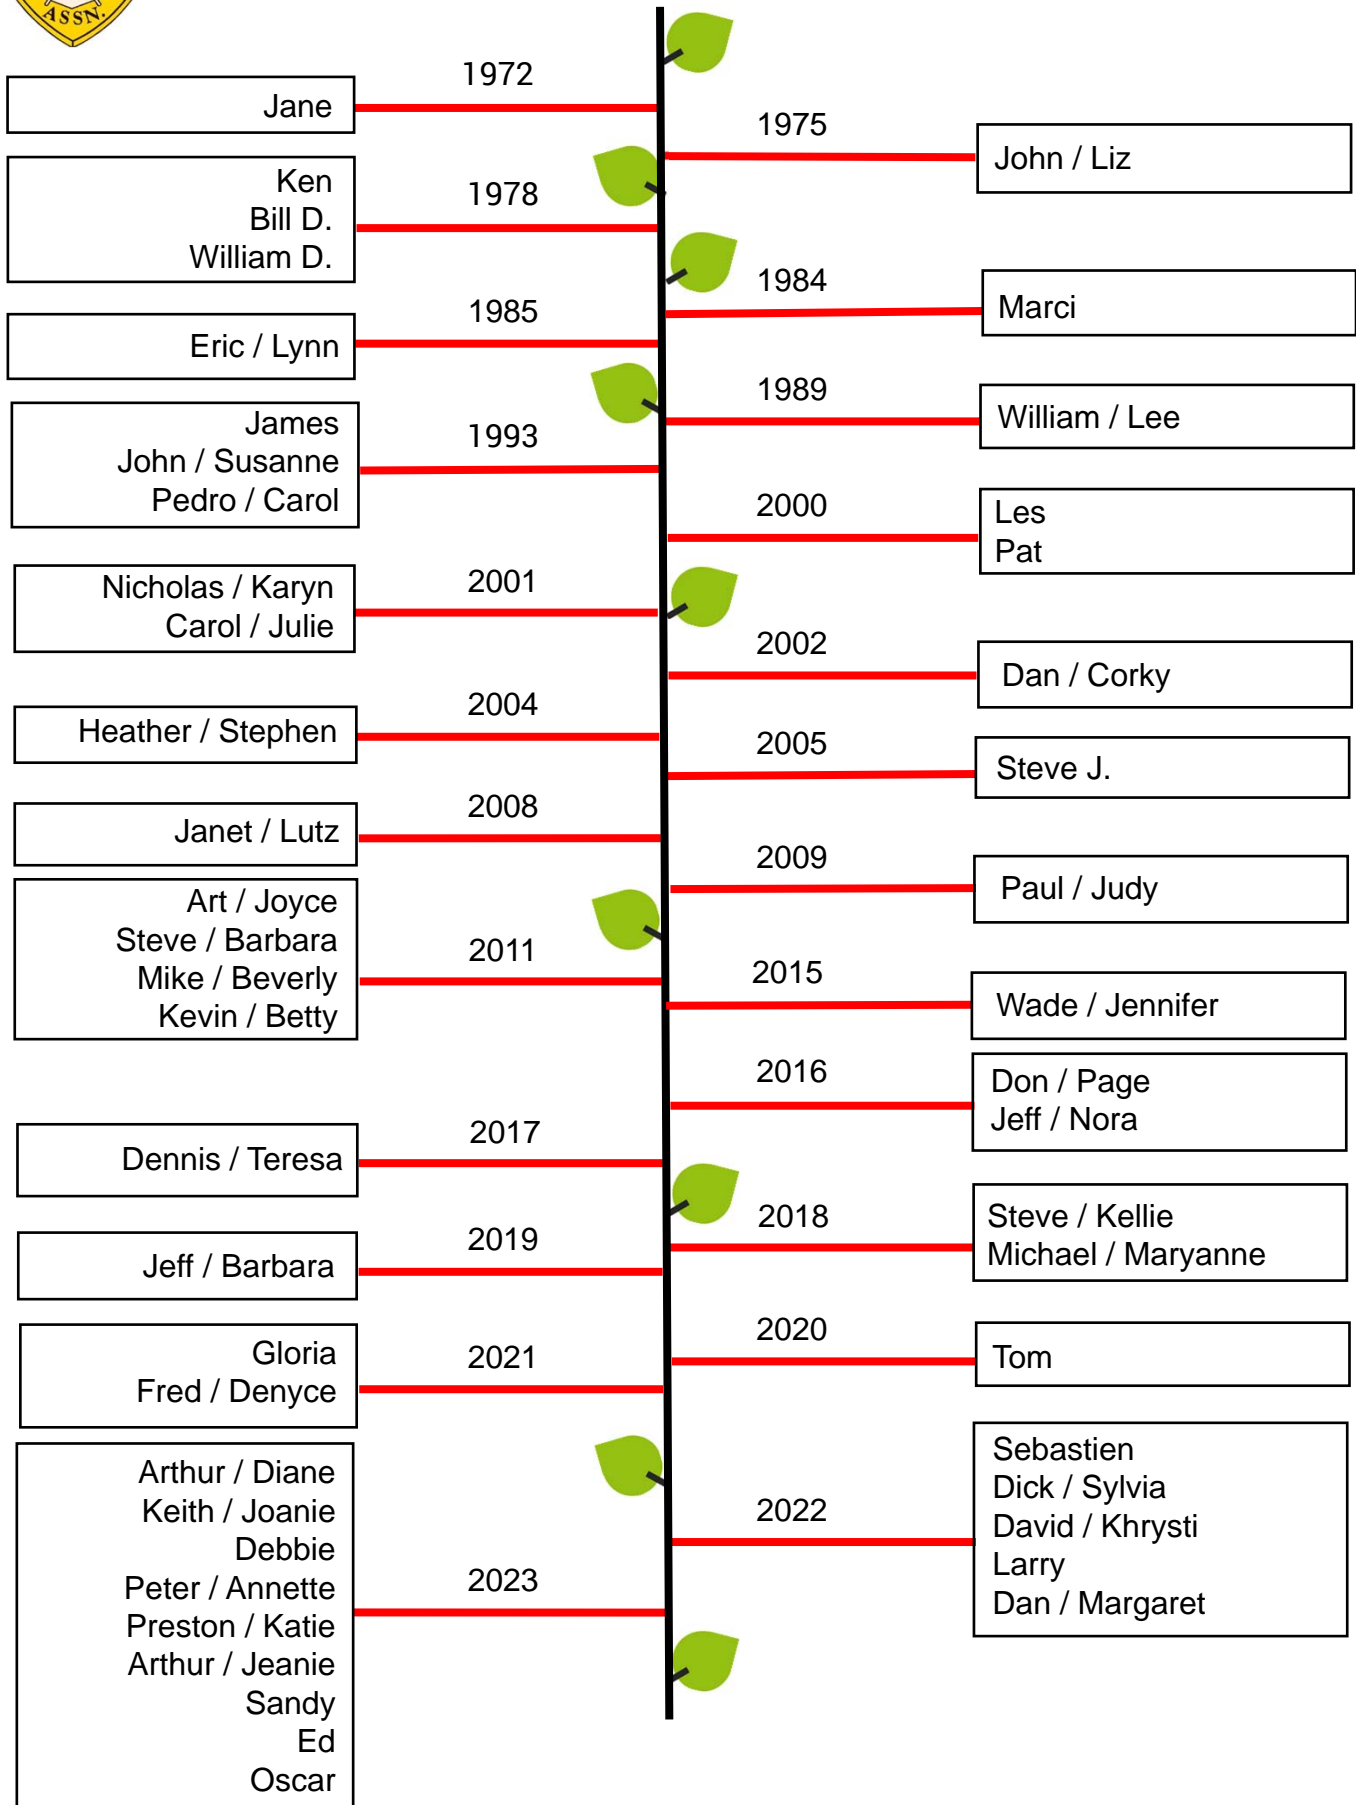 ASSN.
1972
Jane
1975
John / Liz
1978
Ken
Bill D.
William D.
1984
Marci
1985
Eric / Lynn
1989
William / Lee
1993
James
John / Susanne
Pedro / Carol
2000
Les
Pat
2001
Nicholas / Karyn
Carol / Julie
2002
Dan / Corky
2004
Heather / Stephen
2005
Steve J.
2008
Janet / Lutz
2009
Paul / Judy
2011
Art / Joyce
Steve / Barbara
Mike / Beverly
Kevin / Betty
2015
Wade / Jennifer
2016
Don / Page
Jeff / Nora
2017
Dennis / Teresa
2018
Steve / Kellie
Michael / Maryanne
2019
Jeff / Barbara
2020
Tom
2021
Gloria
Fred / Denyce
2022
Sebastien
Dick / Sylvia
David / Khrysti
Larry
Dan / Margaret
2023
Arthur / Diane
Keith / Joanie
Debbie
Peter / Annette
Preston / Katie
Arthur / Jeanie
Sandy
Ed
Oscar